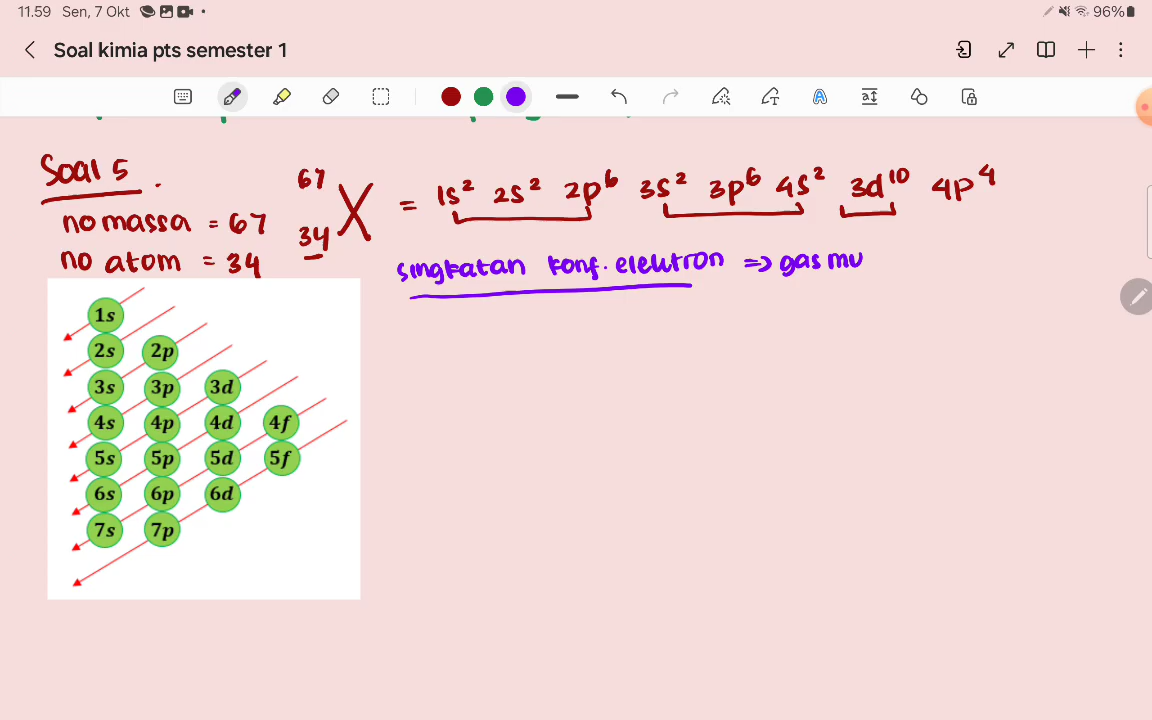 11.59 Sen, 7 Okt
96%
Soal kimia pts semester 1
Soal 5
no massa = 67
no atom = 34
67
34 X = 1s² 2s² 2p⁶ 3s² 3p⁶ 4s² 3d¹⁰ 4p⁴
singkatan konf. elektron => gas mu
1s
2s 2p
3s 3p 3d
4s 4p 4d 4f
5s 5p 5d 5f
6s 6p 6d
7s 7p